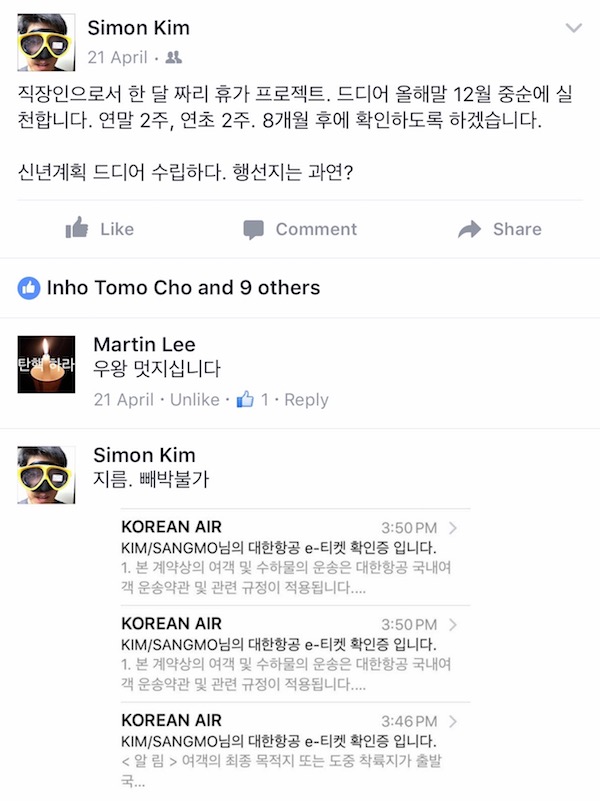 Simon Kim
21 April ·
직장인으로서 한 달 짜리 휴가 프로젝트. 드디어 올해말 12월 중순에 실
천합니다. 연말 2주, 연초 2주. 8개월 후에 확인하도록 하겠습니다.
신년계획 드디어 수립하다. 행선지는 과연?
Like Comment Share
Inho Tomo Cho and 9 others
탄핵하라
Martin Lee
우왕 멋지십니다
21 April · Unlike · 1 · Reply
Simon Kim
지름. 빼박불가
KOREAN AIR 3:50 PM
KIM/SANGMO님의 대한항공 e-티켓 확인증 입니다.
1. 본 계약상의 여객 및 수하물의 운송은 대한항공 국내여
객 운송약관 및 관련 규정이 적용됩니다....
KOREAN AIR 3:50 PM
KIM/SANGMO님의 대한항공 e-티켓 확인증 입니다.
1. 본 계약상의 여객 및 수하물의 운송은 대한항공 국내여
객 운송약관 및 관련 규정이 적용됩니다....
KOREAN AIR 3:46 PM
KIM/SANGMO님의 대한항공 e-티켓 확인증 입니다.
< 알 림 > 여객의 최종 목적지 또는 도중 착륙지가 출발
국...